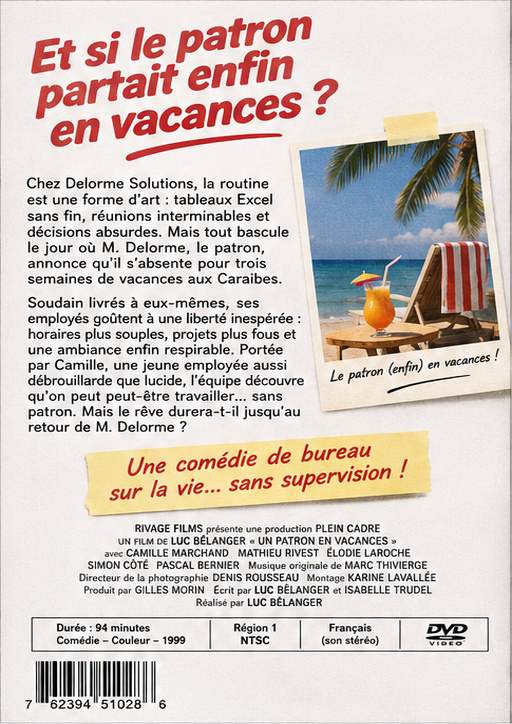 Et si le patron
partait enfin
en vacances ?
Chez Delorme Solutions, la routine
est une forme d’art : tableaux Excel
sans fin, réunions interminables et
décisions absurdes. Mais tout bascule
le jour où M. Delorme, le patron,
annonce qu’il s’absente pour trois
semaines de vacances aux Caraibes.
Soudain livrés à eux-mêmes, ses
employés goûtent à une liberté inespérée :
horaires plus souples, projets plus fous et
une ambiance enfin respirable. Portée
par Camille, une jeune employée aussi
débrouillarde que lucide, l’équipe découvre
qu’on peut peut-être travailler... sans
patron. Mais le rêve durera-t-il jusqu’au
retour de M. Delorme ?
Le patron (enfin) en vacances !
Une comédie de bureau
sur la vie... sans supervision !
RIVAGE FILMS présente une production PLEIN CADRE
UN FILM DE LUC BÉLANGER « UN PATRON EN VACANCES »
avec CAMILLE MARCHAND MATHIEU RIVEST ÉLODIE LAROCHE
SIMON CÔTÉ PASCAL BERNIER Musique originale de MARC THIVIERGE
Directeur de la photographie DENIS ROUSSEAU Montage KARINE LAVALLÉE
Produit par GILLES MORIN Écrit par LUC BÉLANGER et ISABELLE TRUDEL
Réalisé par LUC BÉLANGER
Durée : 94 minutes
Comédie – Couleur – 1999
Région 1
NTSC
Français
(son stéréo)
DVD
VIDEO
7 62394 51028 6